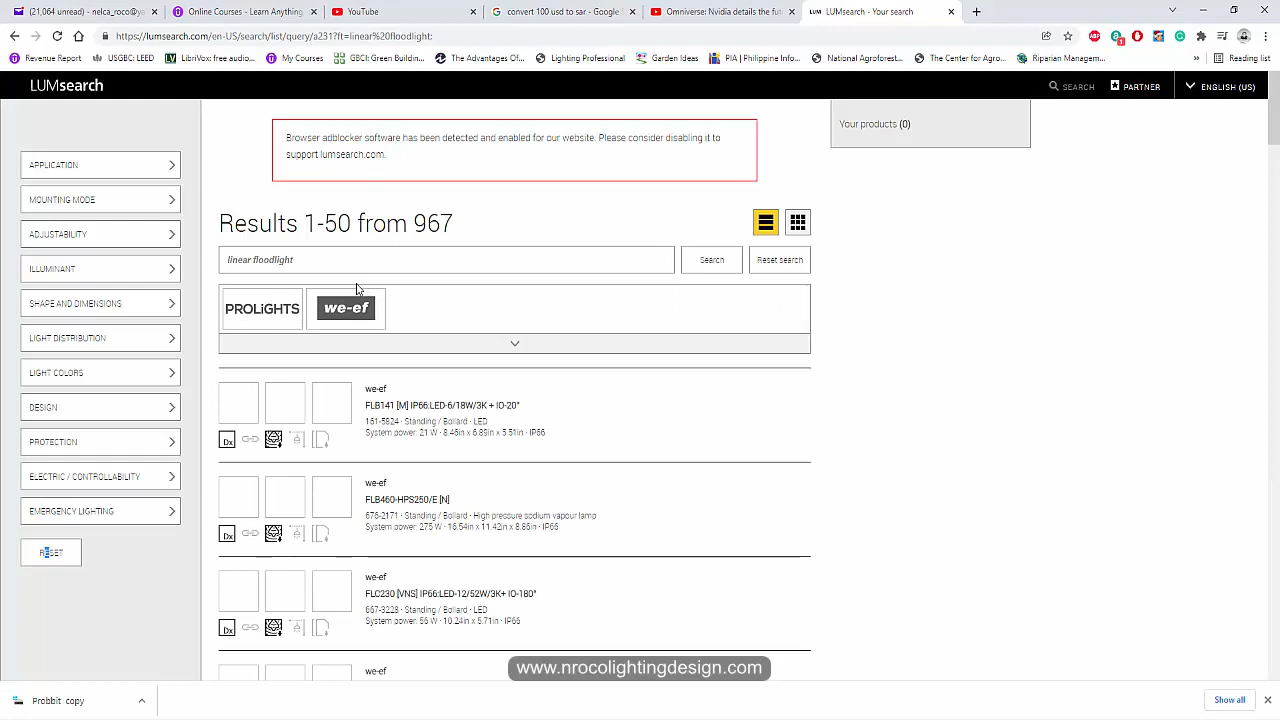 (21,064 unread) - nelca_roco@ya
Online Courses - Learn Anything
YouTube
convert 100 usd to sar - Google S
Omniverse: Nvidia details the fut
LUM LUMsearch - Your search
https://lumsearch.com/en-US/search/list/query/a231?ft=linear%20floodlight:
Revenue Report
USGBC: LEED
LibriVox: free audio...
My Courses
GBCI: Green Building...
The Advantages Of...
Lighting Professional
Garden Ideas
PIA | Philippine Info...
National Agroforest...
The Center for Agro...
Riparian Managem...
Reading list
LUMsearch
SEARCH
PARTNER
ENGLISH (US)
Browser adblocker software has been detected and enabled for our website. Please consider disabling it to
support lumsearch.com.
Your products (0)
APPLICATION
MOUNTING MODE
ADJUSTABILITY
ILLUMINANT
SHAPE AND DIMENSIONS
LIGHT DISTRIBUTION
LIGHT COLORS
DESIGN
PROTECTION
ELECTRIC / CONTROLLABILITY
EMERGENCY LIGHTING
RESET
Results 1-50 from 967
linear floodlight
Search
Reset search
PROLiGHTS
we-ef
we-ef
FLB141 [M] IP66:LED-6/18W/3K + IO-20°
161-5824 · Standing / Bollard · LED
System power: 21 W · 8.46in x 6.89in x 5.51in · IP66
Dx
we-ef
FLB460-HPS250/E [N]
676-2171 · Standing / Bollard · High pressure sodium vapour lamp
System power: 275 W · 16.54in x 11.42in x 8.86in · IP66
Dx
we-ef
FLC230 [VNS] IP66:LED-12/52W/3K+ IO-180°
667-3228 · Standing / Bollard · LED
System power: 56 W · 10.24in x 5.71in · IP66
Dx
we-ef
www.nrocolightingdesign.com
Probbit copy
Show all